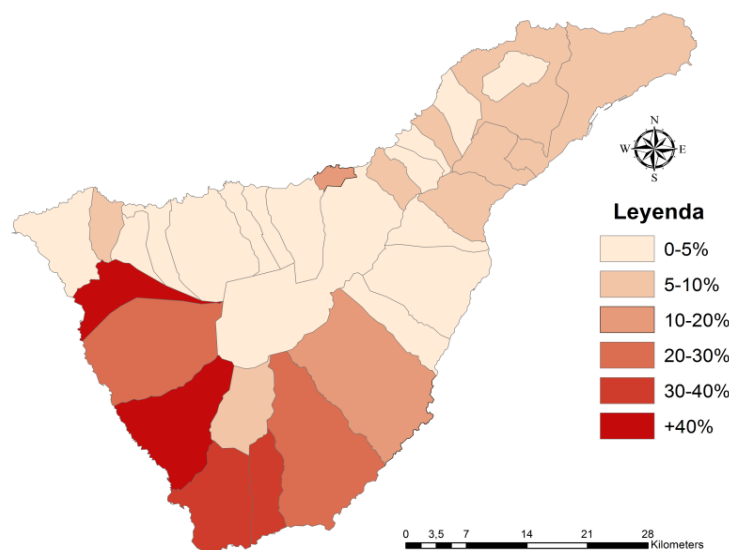 N
W E
S
Leyenda
0-5%
5-10%
10-20%
20-30%
30-40%
+40%
0 3,5 7 14 21 28
Kilometers